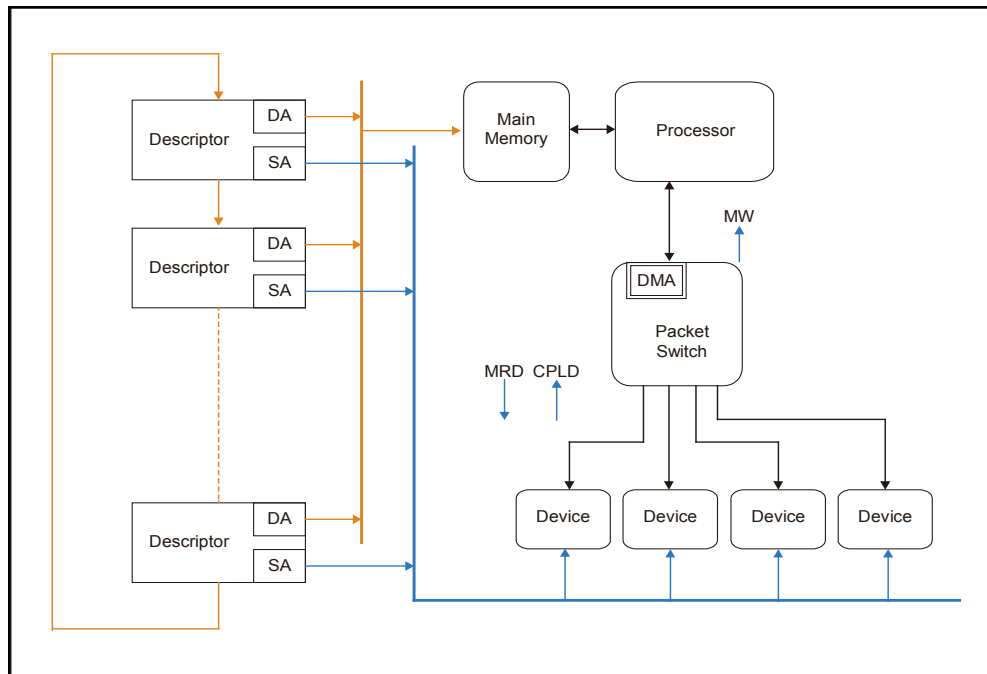 DA
Descriptor
SA
DA
Descriptor
SA
DA
Descriptor
SA
Main
Memory
Processor
MW
DMA
Packet
Switch
MRD CPLD
Device
Device
Device
Device